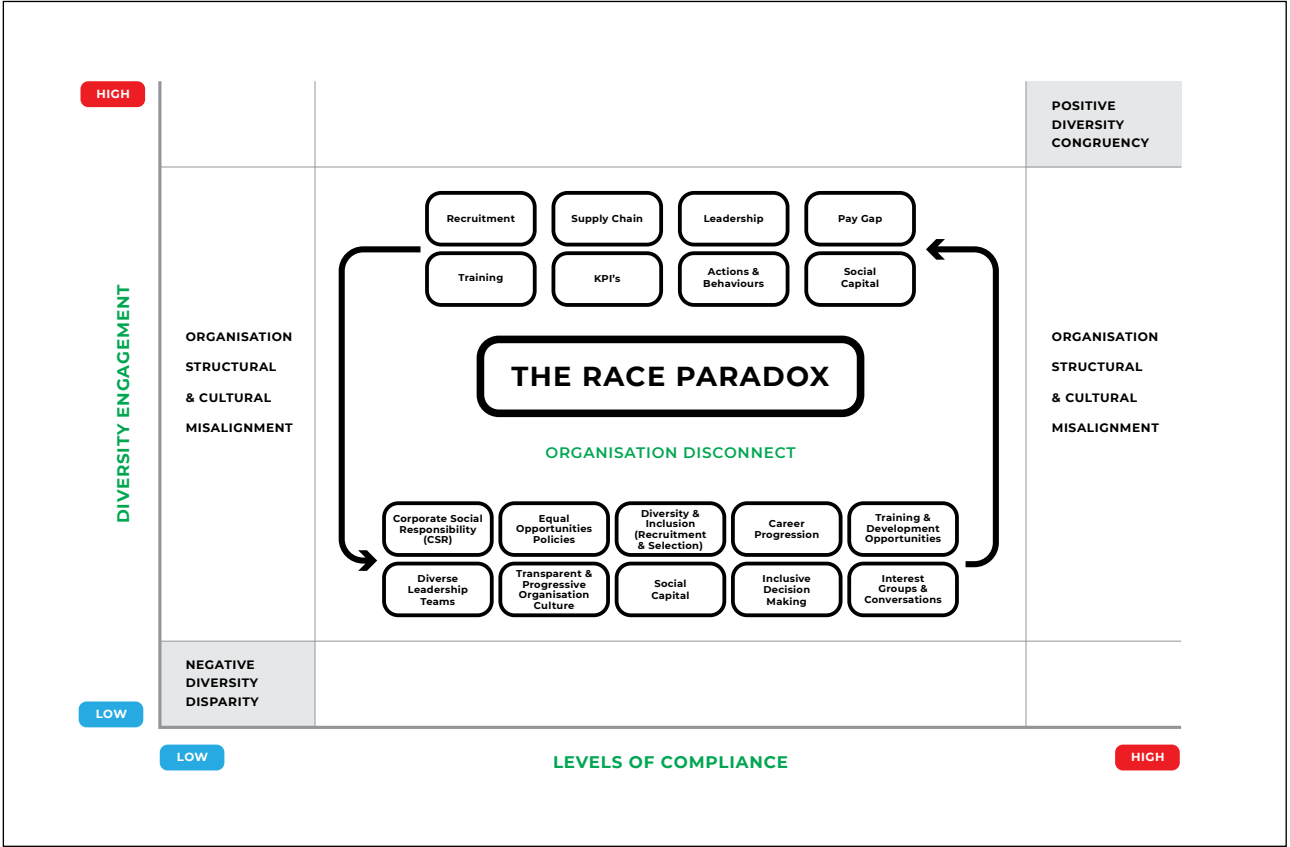 HIGH
POSITIVE
DIVERSITY
CONGRUENCY
Recruitment
Supply Chain
Leadership
Pay Gap
Training
KPI's
Actions &
Behaviours
Social
Capital
DIVERSITY ENGAGEMENT
ORGANISATION
STRUCTURAL
& CULTURAL
MISALIGNMENT
THE RACE PARADOX
ORGANISATION DISCONNECT
ORGANISATION
STRUCTURAL
& CULTURAL
MISALIGNMENT
Corporate Social
Responsibility
(CSR)
Equal
Opportunities
Policies
Diversity &
Inclusion
(Recruitment
& Selection)
Career
Progression
Training &
Development
Opportunities
Diverse
Leadership
Teams
Transparent &
Progressive
Organisation
Culture
Social
Capital
Inclusive
Decision
Making
Interest
Groups &
Conversations
NEGATIVE
DIVERSITY
DISPARITY
LOW
LOW
LEVELS OF COMPLIANCE
HIGH